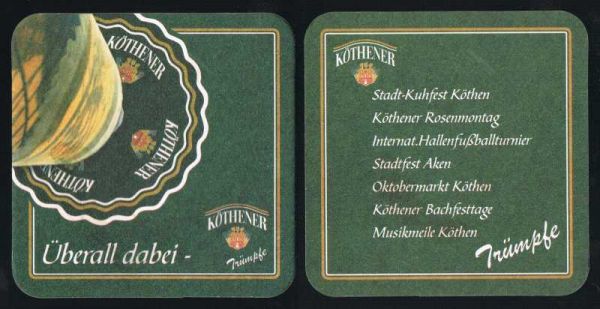 KÖTHENER
KÖTHENER
KÖTHENER
KÖTHENER
KÖTHENER
Trümpfe
Überall dabei -
KÖTHENER
Stadt-Kuhfest Köthen
Köthener Rosenmontag
Internat.Hallenfußballturnier
Stadtfest Aken
Oktobermarkt Köthen
Köthener Bachfesttage
Musikmeile Köthen
Trümpfe